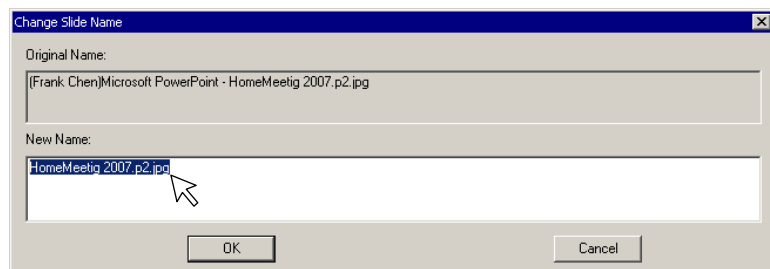 Change Slide Name
Original Name:
(Frank Chen)Microsoft PowerPoint - HomeMeetig 2007.p2.jpg
New Name:
HomeMeetig 2007.p2.jpg
OK Cancel